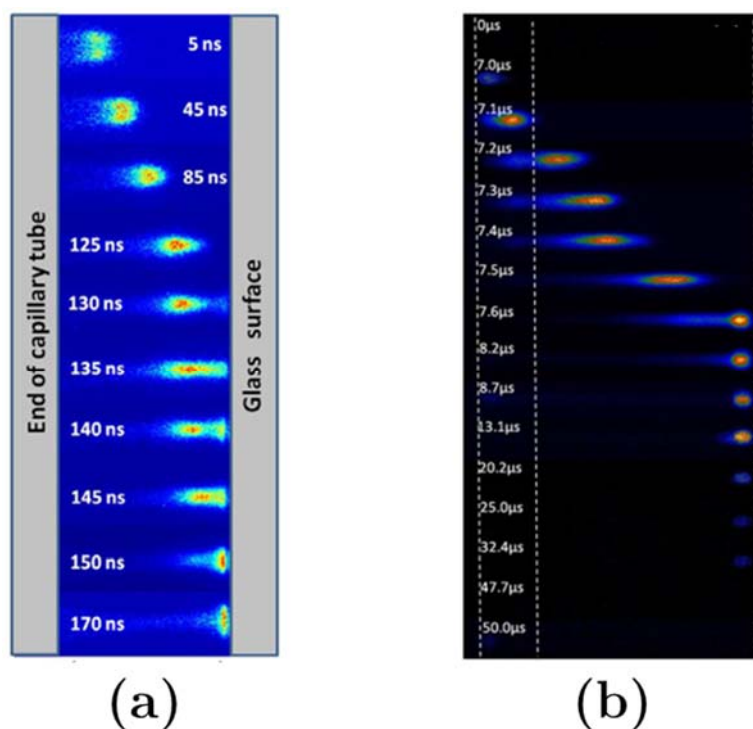 End of capillary tube
5 ns
45 ns
85 ns
125 ns
130 ns
135 ns
140 ns
145 ns
150 ns
170 ns
Glass surface
(a)
0µs
7.0µs
7.1µs
7.2µs
7.3µs
7.4µs
7.5µs
7.6µs
8.2µs
8.7µs
13.1µs
20.2µs
25.0µs
32.4µs
47.7µs
50.0µs
(b)